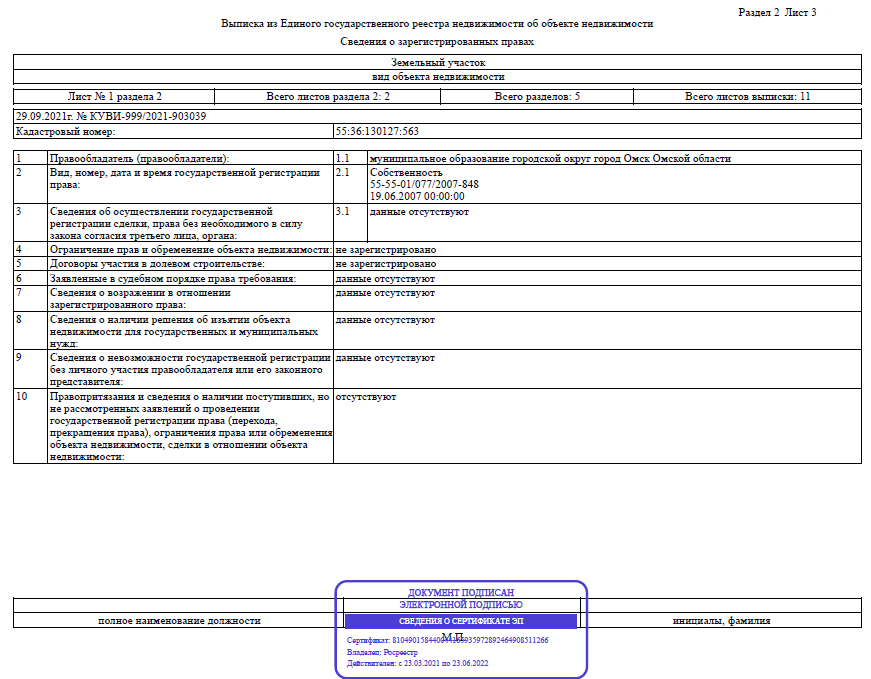 Раздел 2 Лист 3
Выписка из Единого государственного реестра недвижимости об объекте недвижимости
Сведения о зарегистрированных правах
Земельный участок
вид объекта недвижимости
Лист № 1 раздела 2 Всего листов раздела 2: 2 Всего разделов: 5 Всего листов выписки: 11
29.09.2021г. № КУВИ-999/2021-903039
Кадастровый номер: 55:36:130127:563
1 Правообладатель (правообладатели): 1.1 муниципальное образование городской округ город Омск Омской области
2 Вид, номер, дата и время государственной регистрации
права:
2.1 Собственность
55-55-01/077/2007-848
19.06.2007 00:00:00
3 Сведения об осуществлении государственной
регистрации сделки, права без необходимого в силу
закона согласия третьего лица, органа:
3.1 данные отсутствуют
4 Ограничение прав и обременение объекта недвижимости: не зарегистрировано
5 Договоры участия в долевом строительстве: не зарегистрировано
6 Заявленные в судебном порядке права требования: данные отсутствуют
7 Сведения о возражении в отношении
зарегистрированного права:
данные отсутствуют
8 Сведения о наличии решения об изъятии объекта
недвижимости для государственных и муниципальных
нужд:
данные отсутствуют
9 Сведения о невозможности государственной регистрации
без личного участия правообладателя или его законного
представителя:
данные отсутствуют
10 Правопритязания и сведения о наличии поступивших, но
не рассмотренных заявлений о проведении
государственной регистрации права (перехода,
прекращения права), ограничения права или обременения
объекта недвижимости, сделки в отношении объекта
недвижимости:
отсутствуют
ДОКУМЕНТ ПОДПИСАН
ЭЛЕКТРОННОЙ ПОДПИСЬЮ
полное наименование должности СВЕДЕНИЯ О СЕРТИФИКАТЕ ЭП инициалы, фамилия
М.П.
Сертификат:
Владелец: Росреестр
Действителен: с 23.03.2021 по 23.06.2022